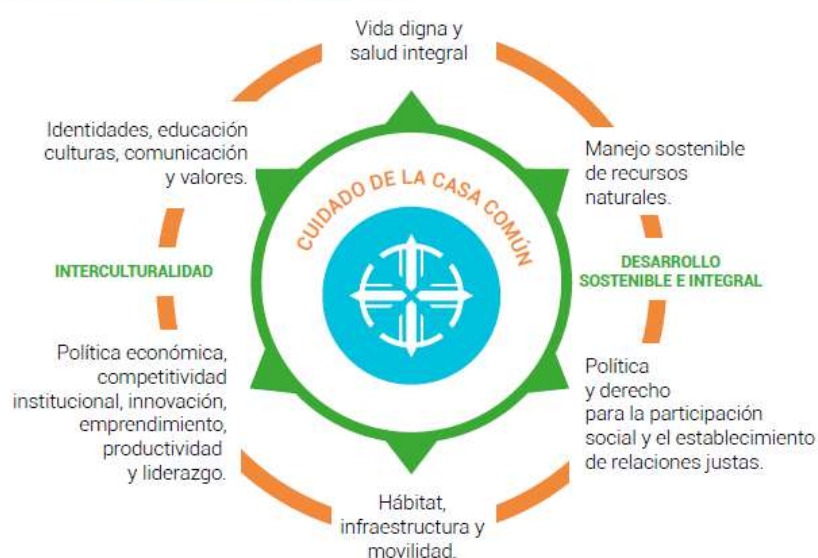 Vida digna y
salud integral
Identidades, educación
culturas, comunicación
y valores.
Manejo sostenible
de recursos
naturales.
CUIDADO DE LA CASA COMÚN
INTERCULTURALIDAD
DESARROLLO
SOSTENIBLE E INTEGRAL
Política económica,
competitividad
institucional, innovación,
emprendimiento,
productividad
y liderazgo.
Política
y derecho
para la participación
social y el establecimiento
de relaciones justas.
Hábitat,
infraestructura y
movilidad.